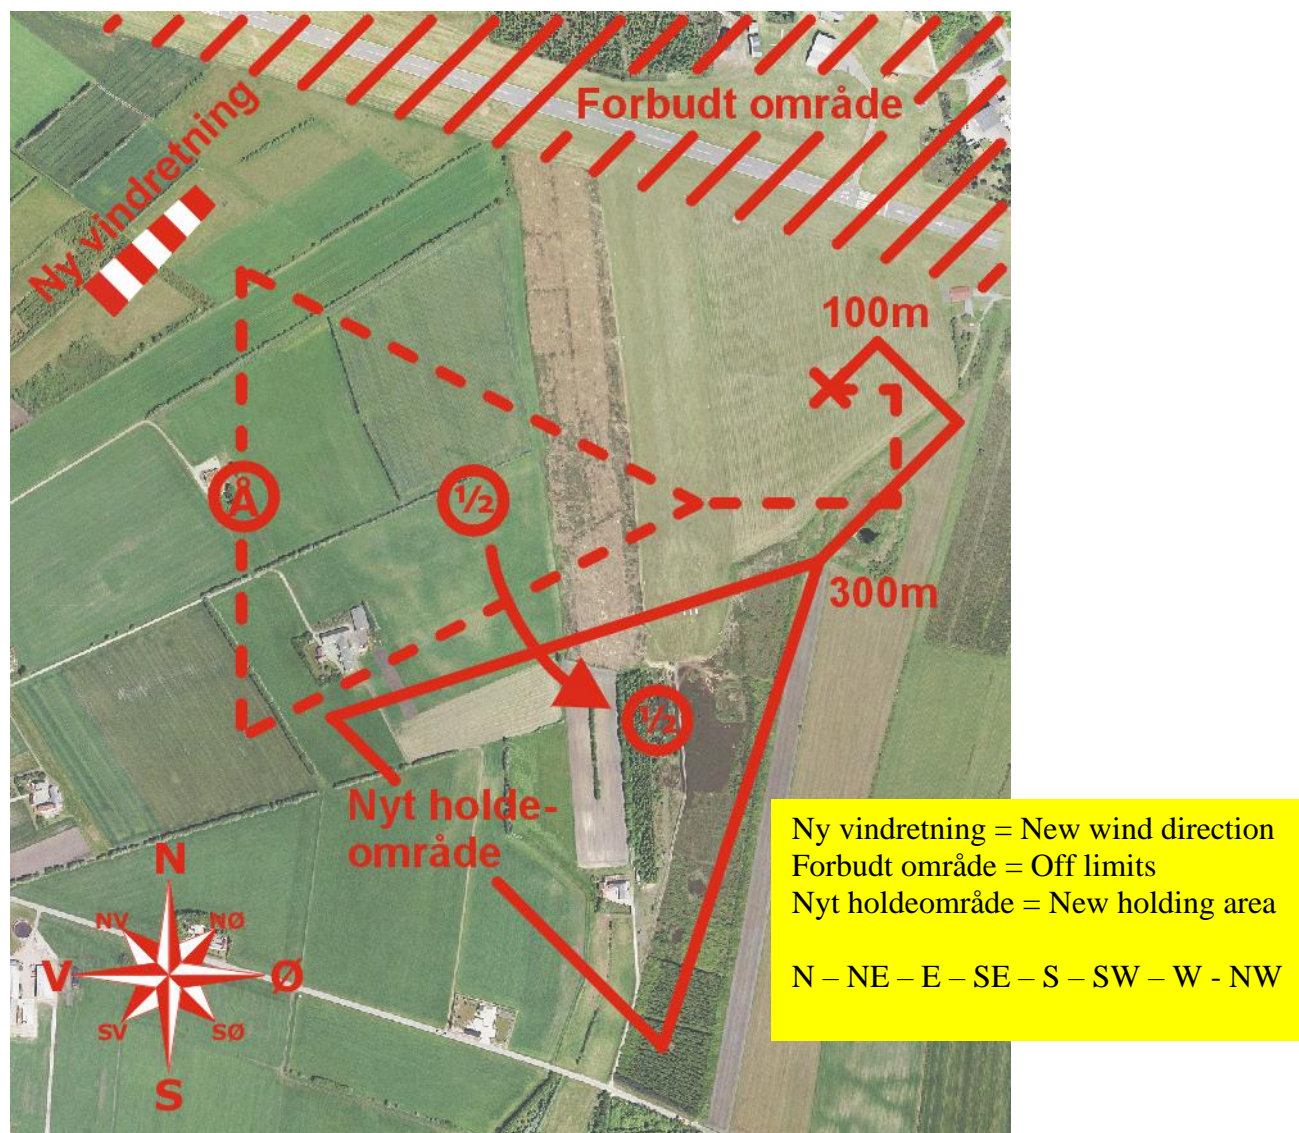 Forbudt område
Ny vindretning
100m
Å
½
300m
½
Nyt holde-
område
N
NV
NØ
V
Ø
SV
SØ
S
Ny vindretning = New wind direction
Forbudt område = Off limits
Nyt holdeområde = New holding area
N – NE – E – SE – S – SW – W - NW